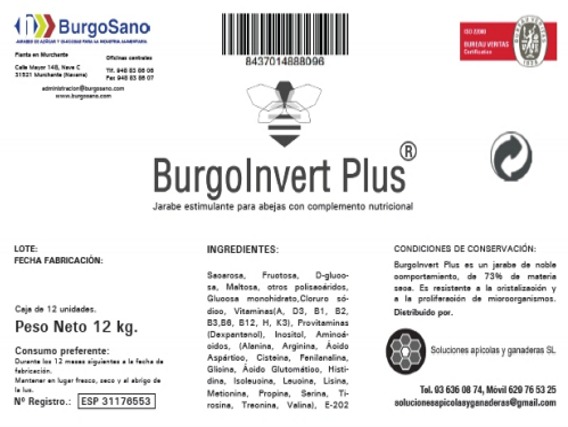 BurgoSano
JARABES DE AZÚCAR Y GLUCOSAS PARA LA INDUSTRIA ALIMENTARIA
Planta en Murchante
Calle Mayor 148, Nave C
31521 Murchante (Navarra)
Oficinas centrales
Tlf. 948 83 86 06
Fax 948 83 86 07
administracion@burgosano.com
www.burgosano.com
8437014888096
BUREAU VERITAS
Certification
BUREAU VERITAS
1828
BurgoInvert Plus®
Jarabe estimulante para abejas con complemento nutricional
LOTE:
FECHA FABRICACIÓN:
Caja de 12 unidades.
Peso Neto 12 kg.
Consumo preferente:
Durante los 12 meses siguientes a la fecha de
fabricación.
Mantener en lugar fresco, seco y al abrigo de
la luz.
Nº Registro.: ESP 31176553
INGREDIENTES:
Sacarosa, Fructosa, D-gluco-
sa, Maltosa, otros polisacáridos,
Glucosa monohidrato,Cloruro só-
dico, Vitaminas(A, D3, B1, B2,
B3,B6, B12, H, K3), Provitaminas
(Dexpantenol), Inositol, Aminoá-
cidos, (Alanina, Arginina, Ácido
Aspártico, Cisteina, Fenilanalina,
Glicina, Ácido Glutomático, Histi-
dina, Isoleucina, Leucina, Lisina,
Metionina, Propina, Serina, Ti-
rosina, Treonina, Valina), E-202
CONDICIONES DE CONSERVACIÓN:
BurgoInvert Plus es un jarabe de noble
comportamiento, de 73% de materia
seca. Es resistente a la cristalización y
a la proliferación de microorganismos.
Distribuido por.
Soluciones apicolas y ganaderas SL
Tel. 93 636 08 74, Móvil 629 76 53 25
solucionesapicolasyganaderas@gmail.com